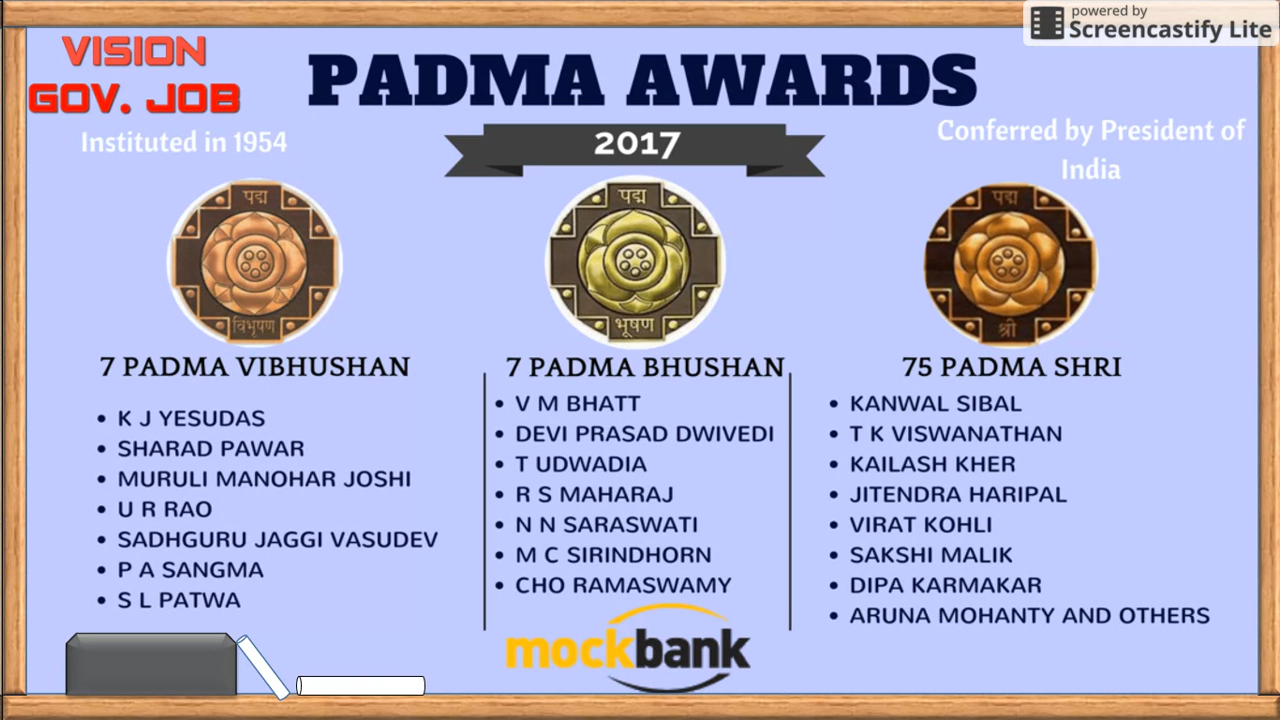 powered by
Screencastify Lite
VISION
GOV. JOB
PADMA AWARDS
Instituted in 1954
2017
Conferred by President of
India
पद्म
विभूषण
पद्म
भूषण
पद्म
श्री
7 PADMA VIBHUSHAN
• K J YESUDAS
• SHARAD PAWAR
• MURULI MANOHAR JOSHI
• U R RAO
• SADHGURU JAGGI VASUDEV
• P A SANGMA
• S L PATWA
7 PADMA BHUSHAN
• V M BHATT
• DEVI PRASAD DWIVEDI
• T UDWADIA
• R S MAHARAJ
• N N SARASWATI
• M C SIRINDHORN
• CHO RAMASWAMY
75 PADMA SHRI
• KANWAL SIBAL
• T K VISWANATHAN
• KAILASH KHER
• JITENDRA HARIPAL
• VIRAT KOHLI
• SAKSHI MALIK
• DIPA KARMAKAR
• ARUNA MOHANTY AND OTHERS
mockbank